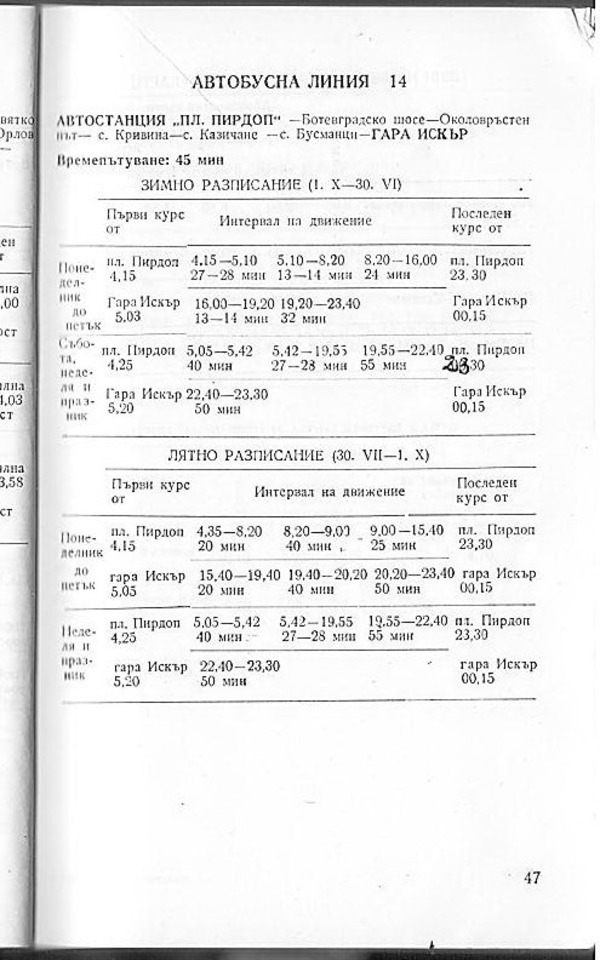 АВТОБУСНА ЛИНИЯ 14
АВТОСТАНЦИЯ „ПЛ. ПИРДОП“ —Ботевградско шосе—Околовръстен
път— с. Кривина—с. Казичане —с. Бусманци—ГАРА ИСКЪР
Времепътуване: 45 мин
ЗИМНО РАЗПИСАНИЕ (1. X—30. VI)
Първи курс от Интервал на движение Последен курс от
Понеделник до петък
пл. Пирдоп 4.15—5,10 5.10—8,20 8,20—16,00 пл. Пирдоп
4,15 27—28 мин 13—14 мин 24 мин 23.30
Гара Искър 16,00—19,20 19,20—23,40 Гара Искър
5.03 13—14 мин 32 мин 00.15
Събота, неделя и празник
пл. Пирдоп 5,05—5,42 5,42—19,55 19,55—22.40 пл. Пирдоп
4,25 40 мин 27—28 мин 55 мин 23,30
Гара Искър 22,40—23,30 Гара Искър
5,20 50 мин 00,15
ЛЯТНО РАЗПИСАНИЕ (30. VII—1. X)
Първи курс от Интервал на движение Последен курс от
Понеделник до петък
пл. Пирдоп 4,35—8,20 8,20—9,00 9,00—15,40 пл. Пирдоп
4,15 20 мин 40 мин 25 мин 23,30
гара Искър 15,40—19,40 19,40—20,20 20,20—23,40 гара Искър
5,05 20 мин 40 мин 50 мин 00,15
Неделя и празник
пл. Пирдоп 5,05—5,42 5,42—19,55 19,55—22,40 пл. Пирдоп
4,25 40 мин 27—28 мин 55 мин 23,30
гара Искър 22,40—23,30 гара Искър
5,20 50 мин 00,15
47